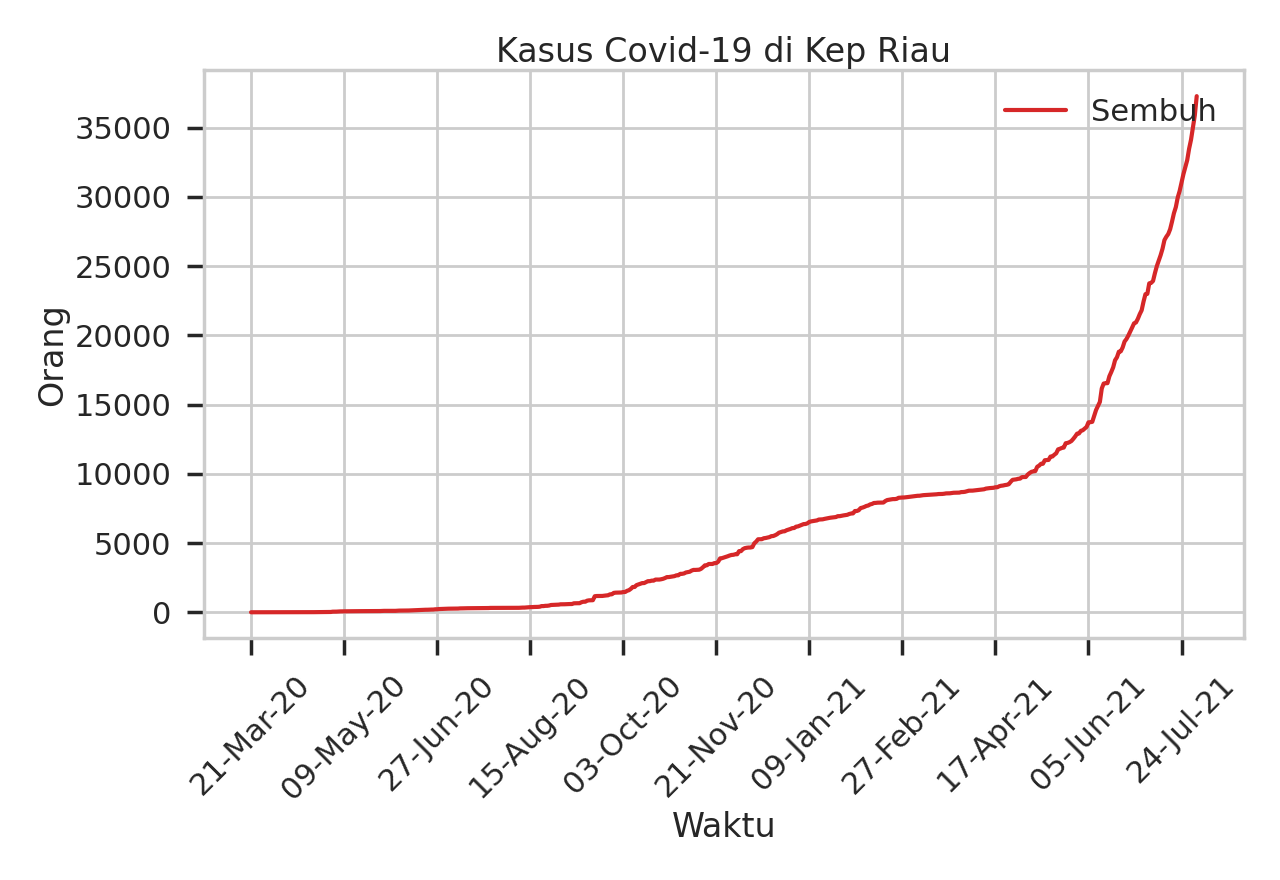 Kasus Covid-19 di Kep Riau
Sembuh
35000
30000
25000
20000
15000
10000
5000
0
Orang
21-Mar-20
09-May-20
27-Jun-20
15-Aug-20
03-Oct-20
21-Nov-20
09-Jan-21
27-Feb-21
17-Apr-21
05-Jun-21
24-Jul-21
Waktu